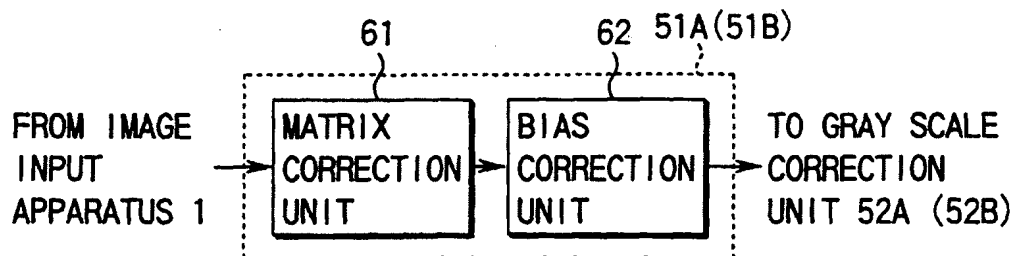 61
62
51A(51B)
FROM IMAGE
INPUT
APPARATUS 1
MATRIX
CORRECTION
UNIT
BIAS
CORRECTION
UNIT
TO GRAY SCALE
CORRECTION
UNIT 52A (52B)